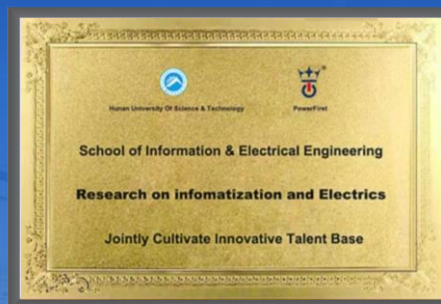 Hunan University Of Science & Technology
PowerFirst
School of Information & Electrical Engineering
Research on infomatization and Electrics
Jointly Cultivate Innovative Talent Base